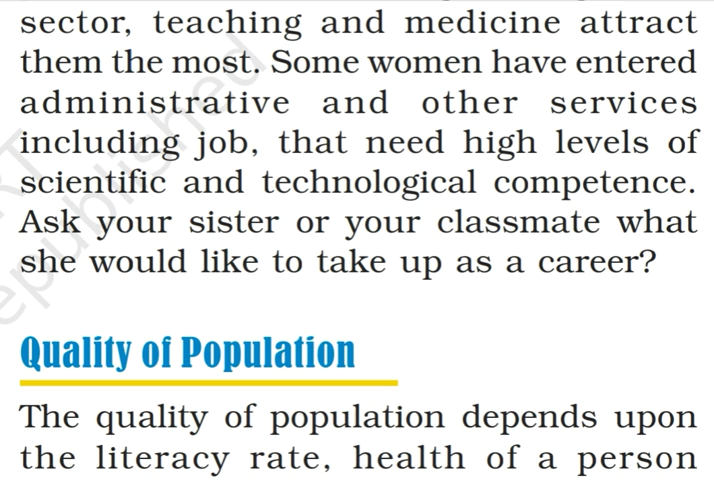 sector, teaching and medicine attract
them the most. Some women have entered
administrative and other services
including job, that need high levels of
scientific and technological competence.
Ask your sister or your classmate what
she would like to take up as a career?
Quality of Population
The quality of population depends upon
the literacy rate, health of a person